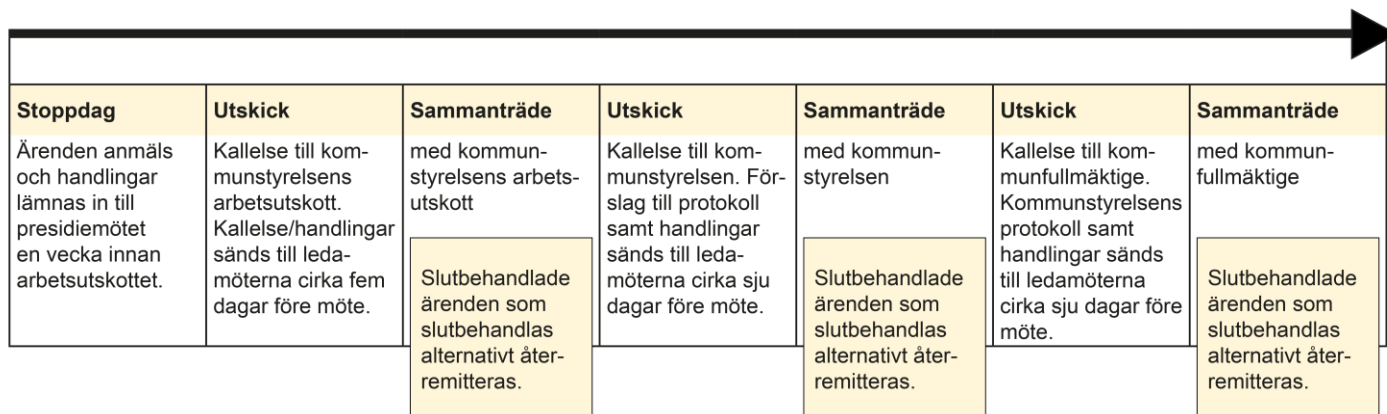 Stoppdag
Ärenden anmäls
och handlingar
lämnas in till
presidiemötet
en vecka innan
arbetsutskottet.
Utskick
Kallelse till kom-
munstyrelsens
arbetsutskott.
Kallelse/handlingar
sänds till leda-
möterna cirka fem
dagar före möte.
Sammanträde
med kommun-
styrelsens arbets-
utskott
Slutbehandlade
ärenden som
slutbehandlas
alternativt åter-
remitteras.
Utskick
Kallelse till kom-
munstyrelsen. För-
slag till protokoll
samt handlingar
sänds till leda-
möterna cirka sju
dagar före möte.
Sammanträde
med kommun-
styrelsen
Slutbehandlade
ärenden som
slutbehandlas
alternativt åter-
remitteras.
Utskick
Kallelse till kom-
munfullmäktige.
Kommunstyrelsens
protokoll samt
handlingar sänds
till ledamöterna
cirka sju dagar före
möte.
Sammanträde
med kommun-
fullmäktige
Slutbehandlade
ärenden som
slutbehandlas
alternativt åter-
remitteras.